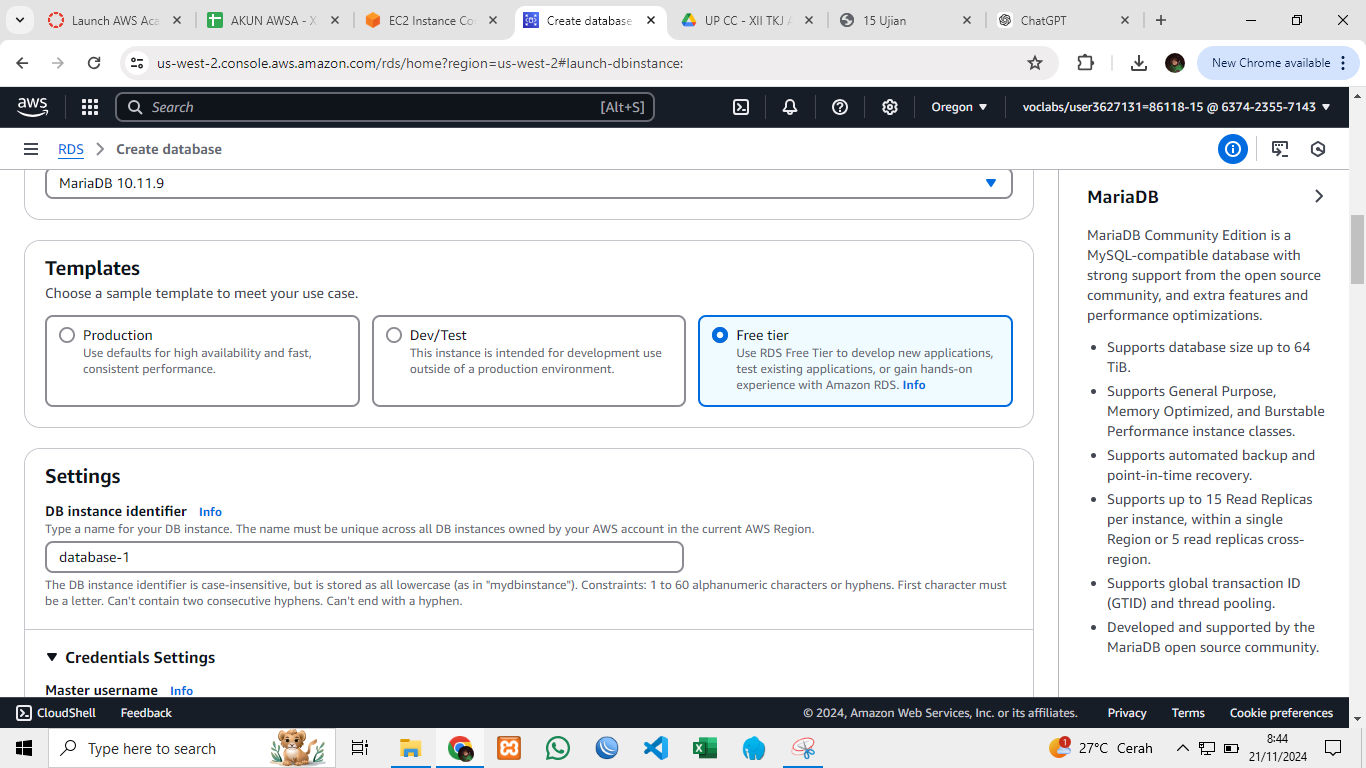 Launch AWS Aca
AKUN AWSA - X
EC2 Instance Co
Create database
UP CC - XII TKJ A
15 Ujian
ChatGPT
us-west-2.console.aws.amazon.com/rds/home?region=us-west-2#launch-dbinstance:
New Chrome available
aws
Search
[Alt+S]
Oregon
voclabs/user3627131=86118-15 @ 6374-2355-7143
RDS
Create database
MariaDB 10.11.9
Templates
Choose a sample template to meet your use case.
Production
Use defaults for high availability and fast,
consistent performance.
Dev/Test
This instance is intended for development use
outside of a production environment.
Free tier
Use RDS Free Tier to develop new applications,
test existing applications, or gain hands-on
experience with Amazon RDS. Info
Settings
DB instance identifier Info
Type a name for your DB instance. The name must be unique across all DB instances owned by your AWS account in the current AWS Region.
database-1
The DB instance identifier is case-insensitive, but is stored as all lowercase (as in "mydbinstance"). Constraints: 1 to 60 alphanumeric characters or hyphens. First character must
be a letter. Can't contain two consecutive hyphens. Can't end with a hyphen.
Credentials Settings
Master username Info
MariaDB
MariaDB Community Edition is a
MySQL-compatible database with
strong support from the open source
community, and extra features and
performance optimizations.
• Supports database size up to 64
TiB.
• Supports General Purpose,
Memory Optimized, and Burstable
Performance instance classes.
• Supports automated backup and
point-in-time recovery.
• Supports up to 15 Read Replicas
per instance, within a single
Region or 5 read replicas cross-
region.
• Supports global transaction ID
(GTID) and thread pooling.
• Developed and supported by the
MariaDB open source community.
CloudShell
Feedback
© 2024, Amazon Web Services, Inc. or its affiliates.
Privacy
Terms
Cookie preferences
Type here to search
1
27°C Cerah
8:44
21/11/2024